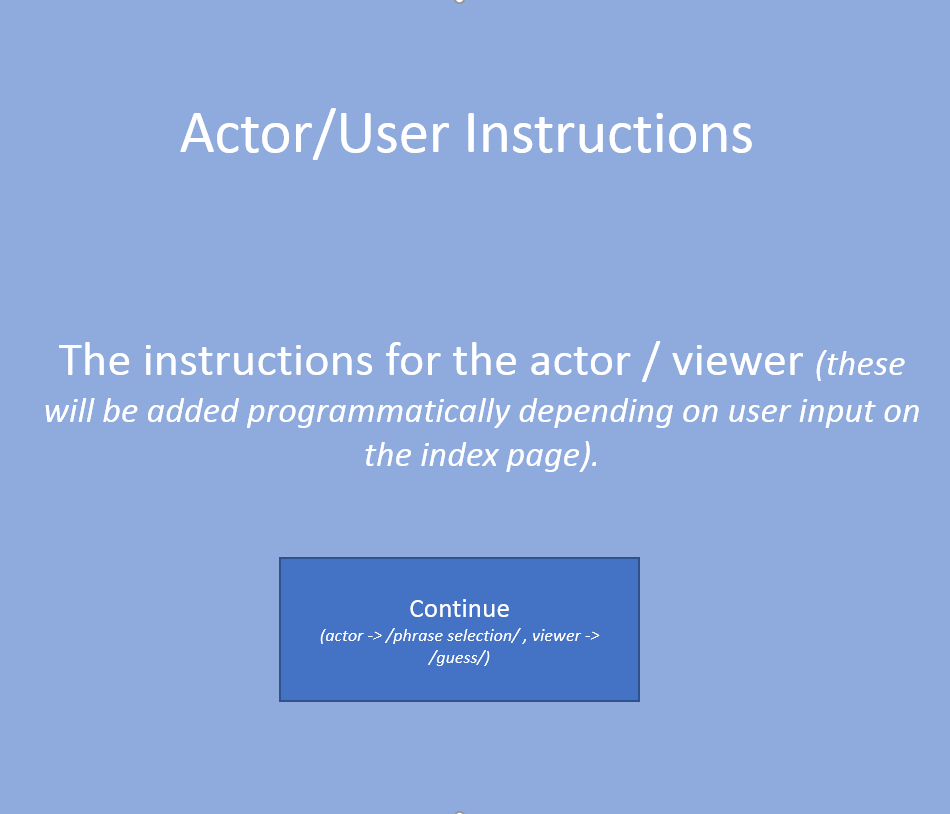 Actor/User Instructions
The instructions for the actor / viewer (these
will be added programmatically depending on user input on
the index page).
Continue
(actor -> /phrase selection/ , viewer ->
/guess/)